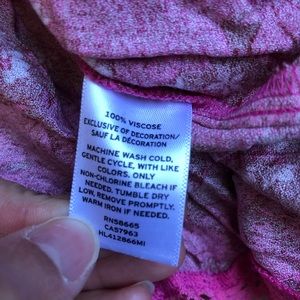 100% VISCOSE
EXCLUSIVE OF DECORATION/
SAUF LA DÉCORATION
MACHINE WASH COLD,
GENTLE CYCLE, WITH LIKE
COLORS, ONLY
NON-CHLORINE BLEACH IF
NEEDED. TUMBLE DRY
LOW. REMOVE PROMPTLY.
WARM IRON IF NEEDED.
RN58665
CA57963
HL412866MI